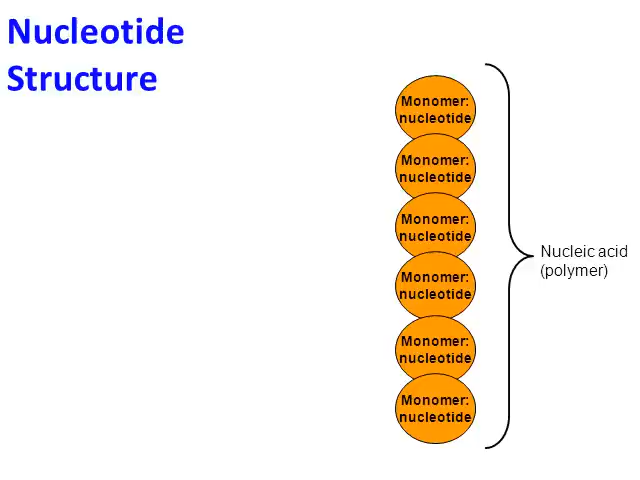 Nucleotide
Structure
Monomer:
nucleotide
Monomer:
nucleotide
Monomer:
nucleotide
Monomer:
nucleotide
Monomer:
nucleotide
Monomer:
nucleotide
Nucleic acid
(polymer)